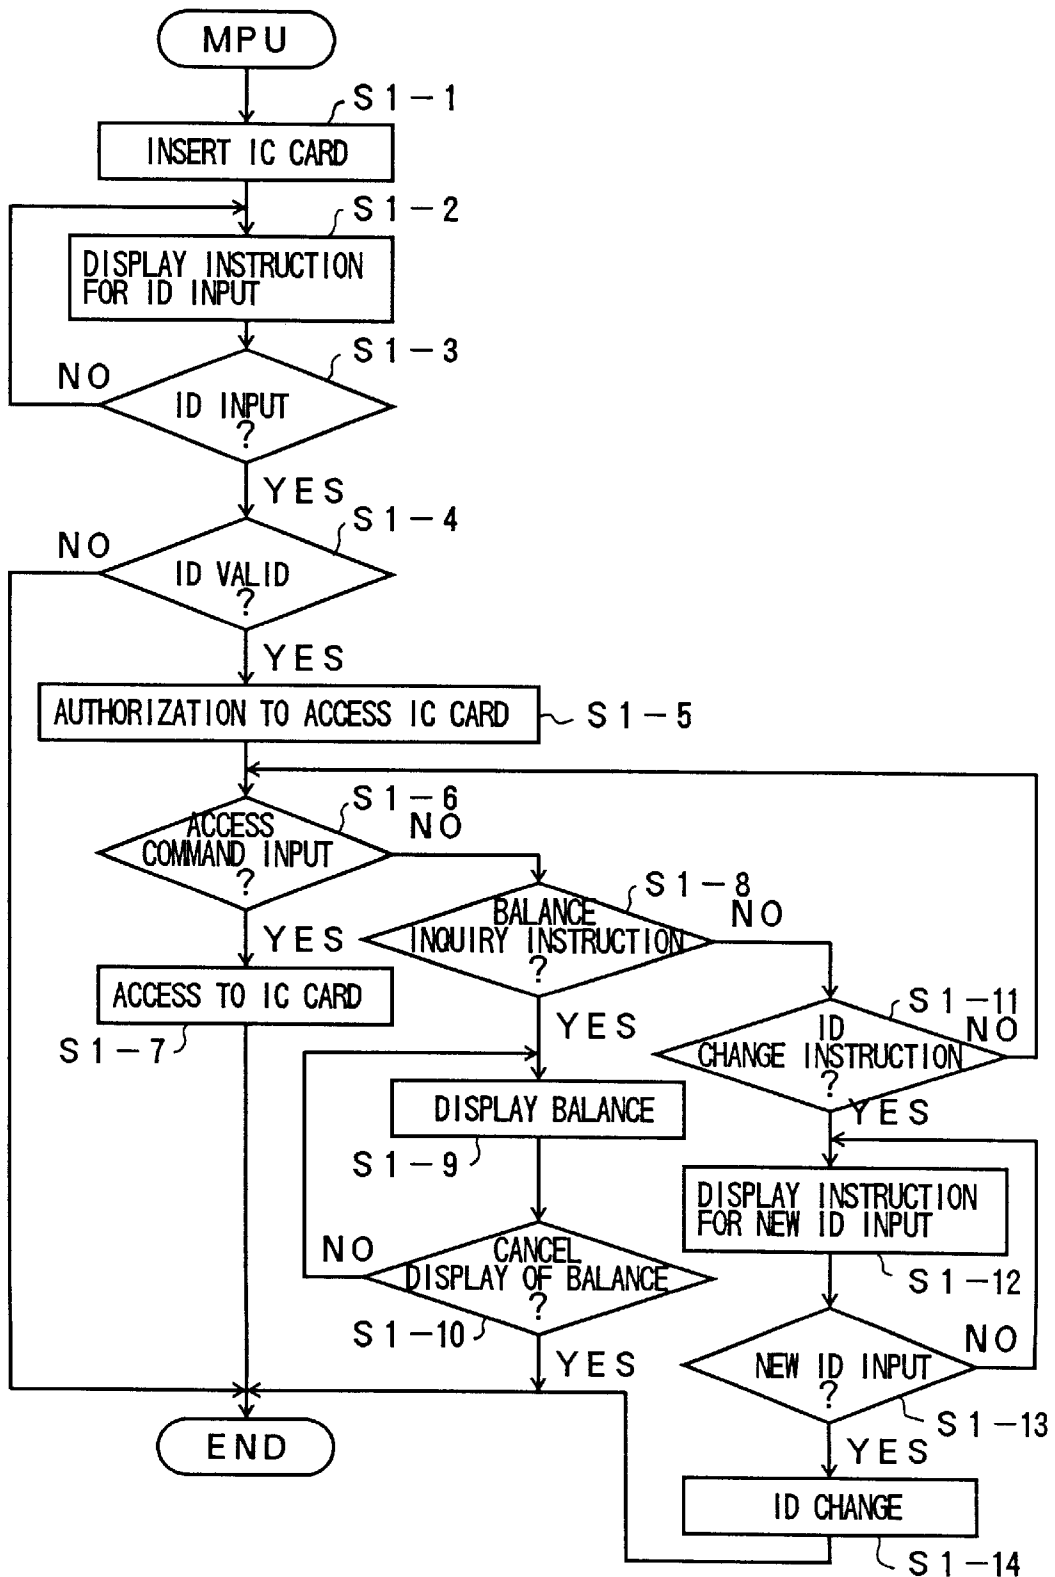 MPU
S1-1
INSERT IC CARD
S1-2
DISPLAY INSTRUCTION
FOR ID INPUT
S1-3
NO
ID INPUT
?
YES
S1-4
NO
ID VALID
?
YES
AUTHORIZATION TO ACCESS IC CARD
S1-5
S1-6
NO
ACCESS
COMMAND INPUT
?
YES
S1-8
NO
BALANCE
INQUIRY INSTRUCTION
?
ACCESS TO IC CARD
S1-7
YES
S1-11
NO
ID
CHANGE INSTRUCTION
?
YES
DISPLAY BALANCE
S1-9
DISPLAY INSTRUCTION
FOR NEW ID INPUT
S1-12
NO
CANCEL
DISPLAY OF BALANCE
?
S1-10
YES
NO
NEW ID INPUT
?
S1-13
YES
END
ID CHANGE
S1-14